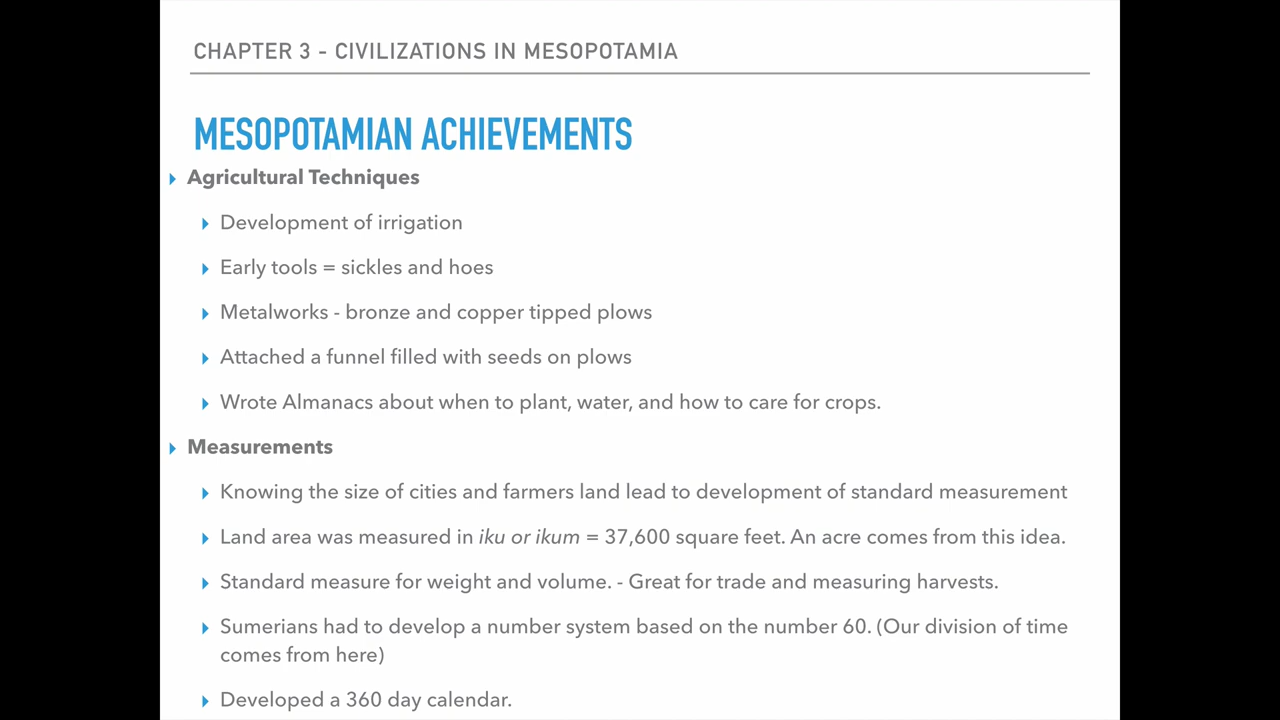 CHAPTER 3 - CIVILIZATIONS IN MESOPOTAMIA
MESOPOTAMIAN ACHIEVEMENTS
Agricultural Techniques
Development of irrigation
Early tools = sickles and hoes
Metalworks - bronze and copper tipped plows
Attached a funnel filled with seeds on plows
Wrote Almanacs about when to plant, water, and how to care for crops.
Measurements
Knowing the size of cities and farmers land lead to development of standard measurement
Land area was measured in iku or ikum = 37,600 square feet. An acre comes from this idea.
Standard measure for weight and volume. - Great for trade and measuring harvests.
Sumerians had to develop a number system based on the number 60. (Our division of time
comes from here)
Developed a 360 day calendar.